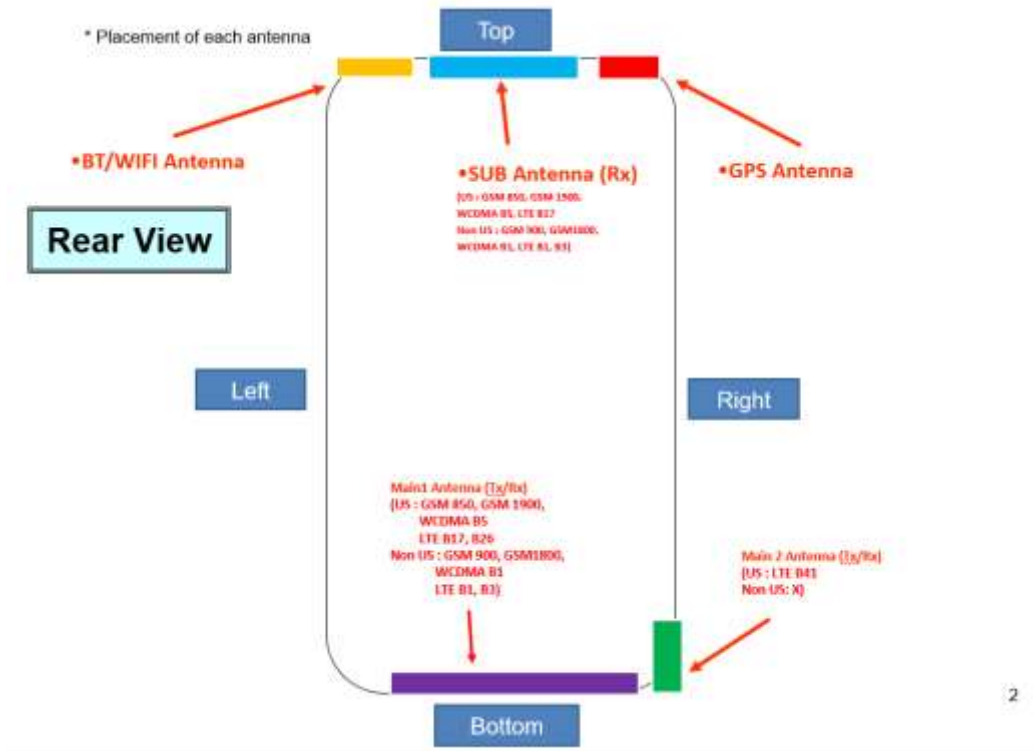 * Placement of each antenna
Top
•BT/WIFI Antenna
•SUB Antenna (Rx)
(US : GSM 850, GSM 1900,
WCDMA B5, LTE B17
Non US : GSM 900, GSM1800,
WCDMA B1, LTE B1, B3)
•GPS Antenna
Rear View
Left
Right
Main1 Antenna (Tx/Rx)
(US : GSM 850, GSM 1900,
WCDMA B5
LTE B17, B26
Non US : GSM 900, GSM1800,
WCDMA B1
LTE B1, B3)
Main 2 Antenna (Tx/Rx)
(US : LTE B41
Non US: X)
Bottom
2